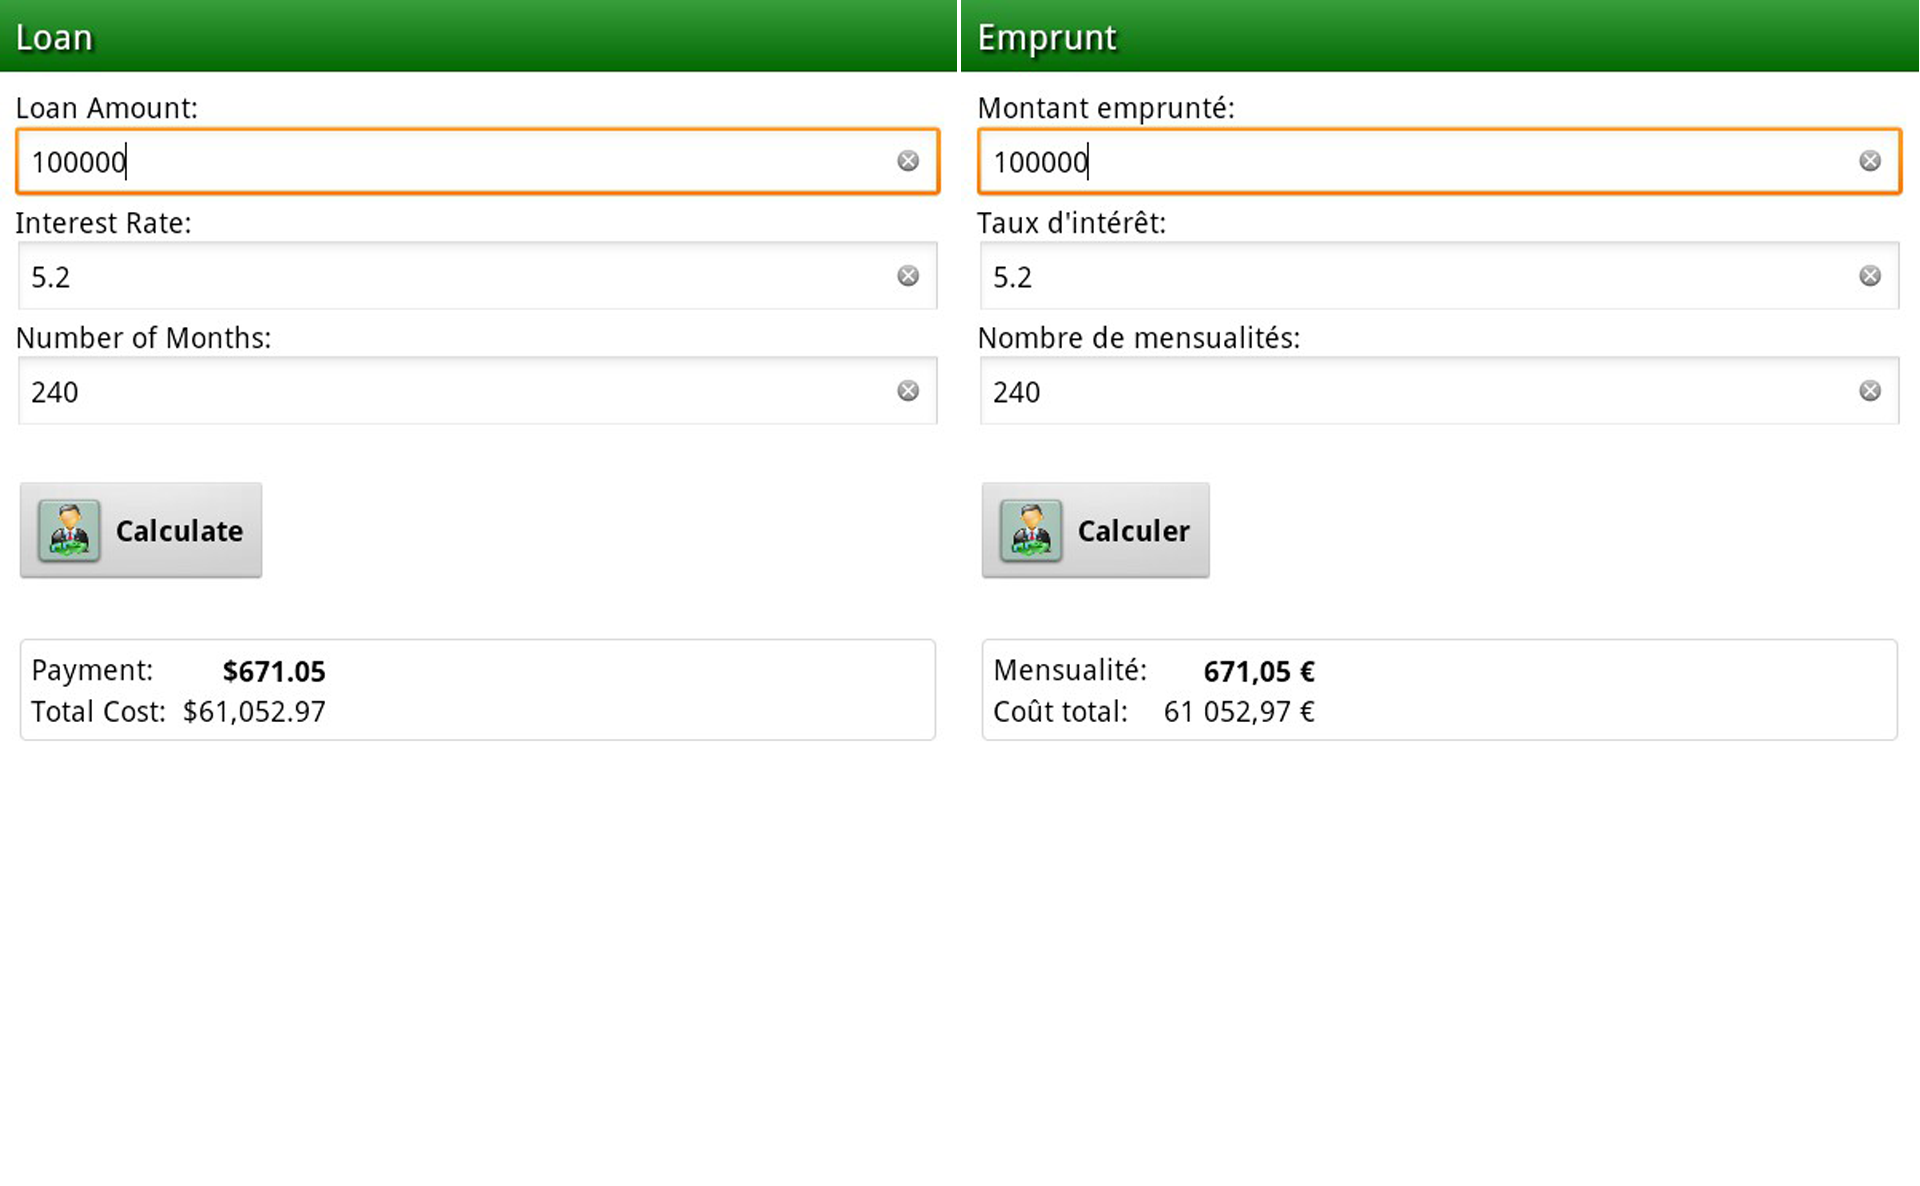 Loan
Loan Amount:
100000
Interest Rate:
5.2
Number of Months:
240
Calculate
Payment: $671.05
Total Cost: $61,052.97
Emprunt
Montant emprunté:
100000
Taux d'intérêt:
5.2
Nombre de mensualités:
240
Calculer
Mensualité: 671,05 €
Coût total: 61 052,97 €